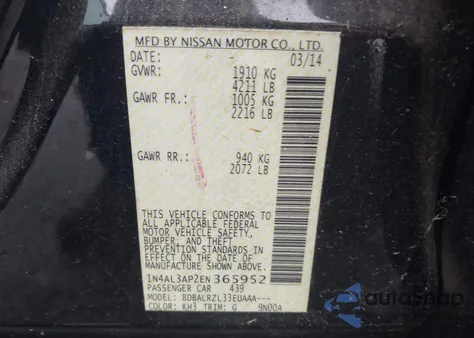 MFD BY NISSAN MOTOR CO., LTD.
DATE: 03/14
GVWR: 1910 KG
4211 LB
GAWR FR.: 1005 KG
2216 LB
GAWR RR.: 940 KG
2072 LB
THIS VEHICLE CONFORMS TO
ALL APPLICABLE FEDERAL
MOTOR VEHICLE SAFETY,
BUMPER, AND THEFT
PREVENTION STANDARDS IN
EFFECT ON THE DATE OF
MANUFACTURE SHOWN ABOVE.
1N4AL3AP2EN365952
PASSENGER CAR 439
MODEL: BDBALRZL33EUAAA---
COLOR: KH3 TRIM: G 9N00A
AutoSnap